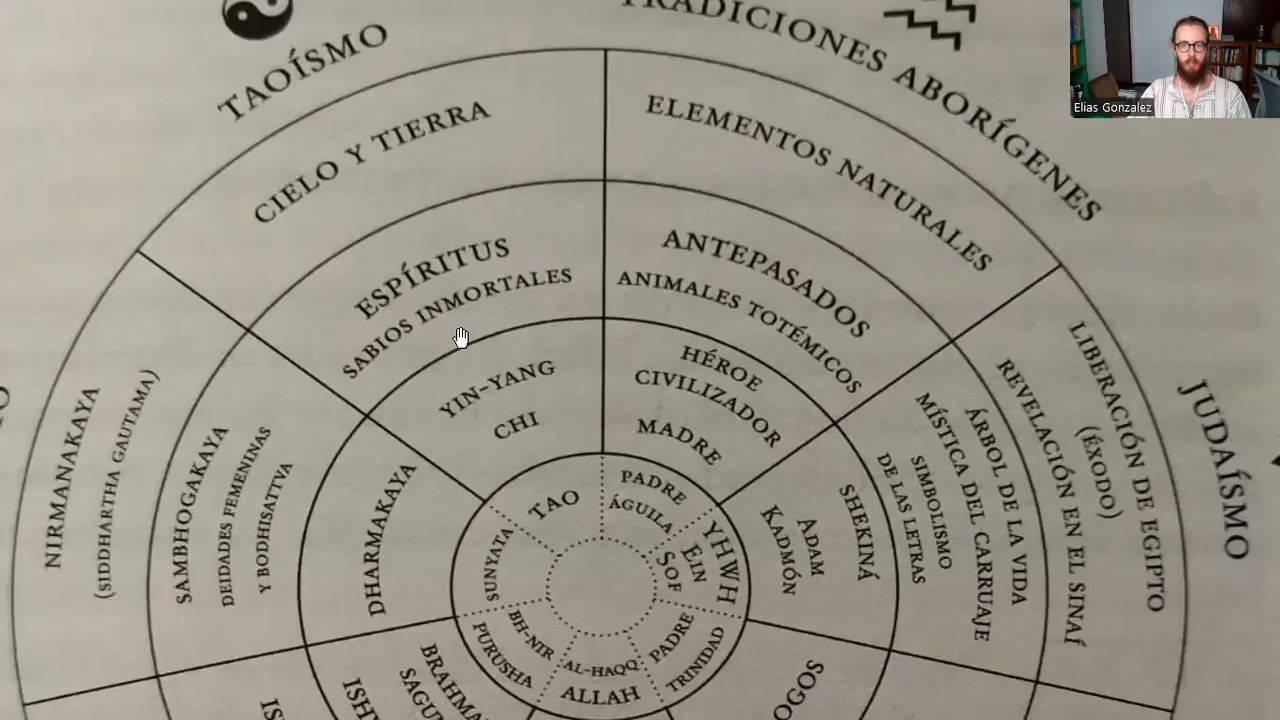 TAOÍSMO
TRADICIONES ABORÍGENES
JUDAÍSMO
CIELO Y TIERRA
ESPÍRITUS
SABIOS INMORTALES
YIN-YANG
CHI
TAO
ELEMENTOS NATURALES
ANTEPASADOS
ANIMALES TOTÉMICOS
HÉROE
CIVILIZADOR
MADRE
PADRE
ÁGUILA
LIBERACIÓN DE EGIPTO
(ÉXODO)
REVELACIÓN EN EL SINAÍ
ÁRBOL DE LA VIDA
MÍSTICA DEL CARRUAJE
SIMBOLISMO
DE LAS LETRAS
SHEKINÁ
ADAM
KADMÓN
YHWH
EIN
SOF
NIRMANAKAYA
(SIDDHARTHA GAUTAMA)
SAMBHOGAKAYA
DEIDADES FEMENINAS
Y BODHISATTVA
DHARMAKAYA
SUNYATA
BH-NIR
PURUSHA
AL-HAQQ
ALLAH
PADRE
TRINIDAD
Elias Gonzalez